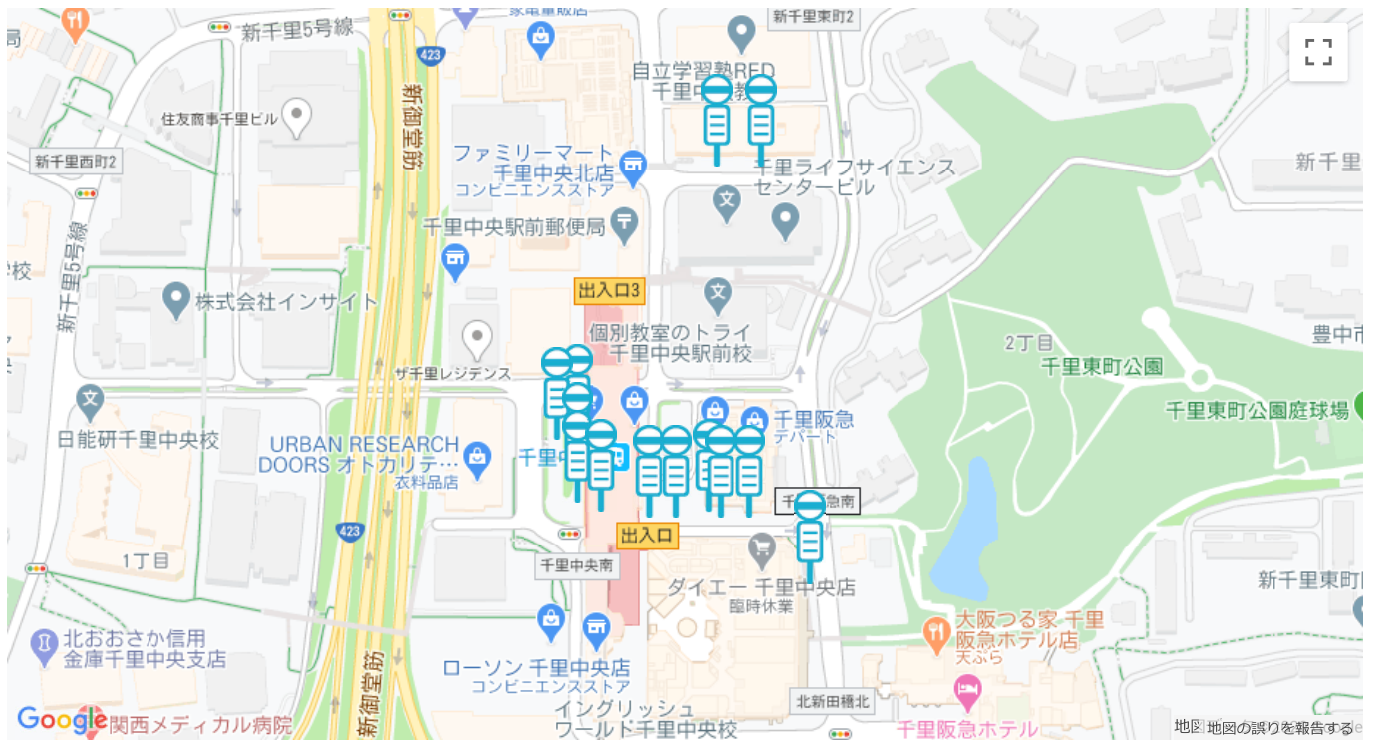 家電量販店
新千里東町2
新千里5号線
局
423
自立学習塾RED
千里中央教
新御堂筋
住友商事千里ビル
ファミリーマート
千里中央北店
コンビニエンスストア
新千里西町2
千里ライフサイエンス
センタービル
新千里
文
千里中央駅前郵便局
新千里5号線
学校
出入口3
文
株式会社インサイト
個別教室のトライ
千里中央駅前校
2丁目
豊中市
千里東町公園
ザ千里レジデンス
文
日能研千里中央校
千里東町公園庭球場
千里阪急
デパート
URBAN RESEARCH
DOORS オトカリテ…
衣料品店
千里中
急南
423
出入口
1丁目
千里中央南
ダイエー 千里中央店
臨時休業
新千里東町
北おおさか信用
金庫千里中央支店
大阪つる家 千里
阪急ホテル店
天ぷら
ローソン 千里中央店
コンビニエンスストア
新御堂筋
北新田橋北
イングリッシュ
ワールド千里中央校
千里阪急ホテル
Google
関西メディカル病院
地図
地図の誤りを報告する